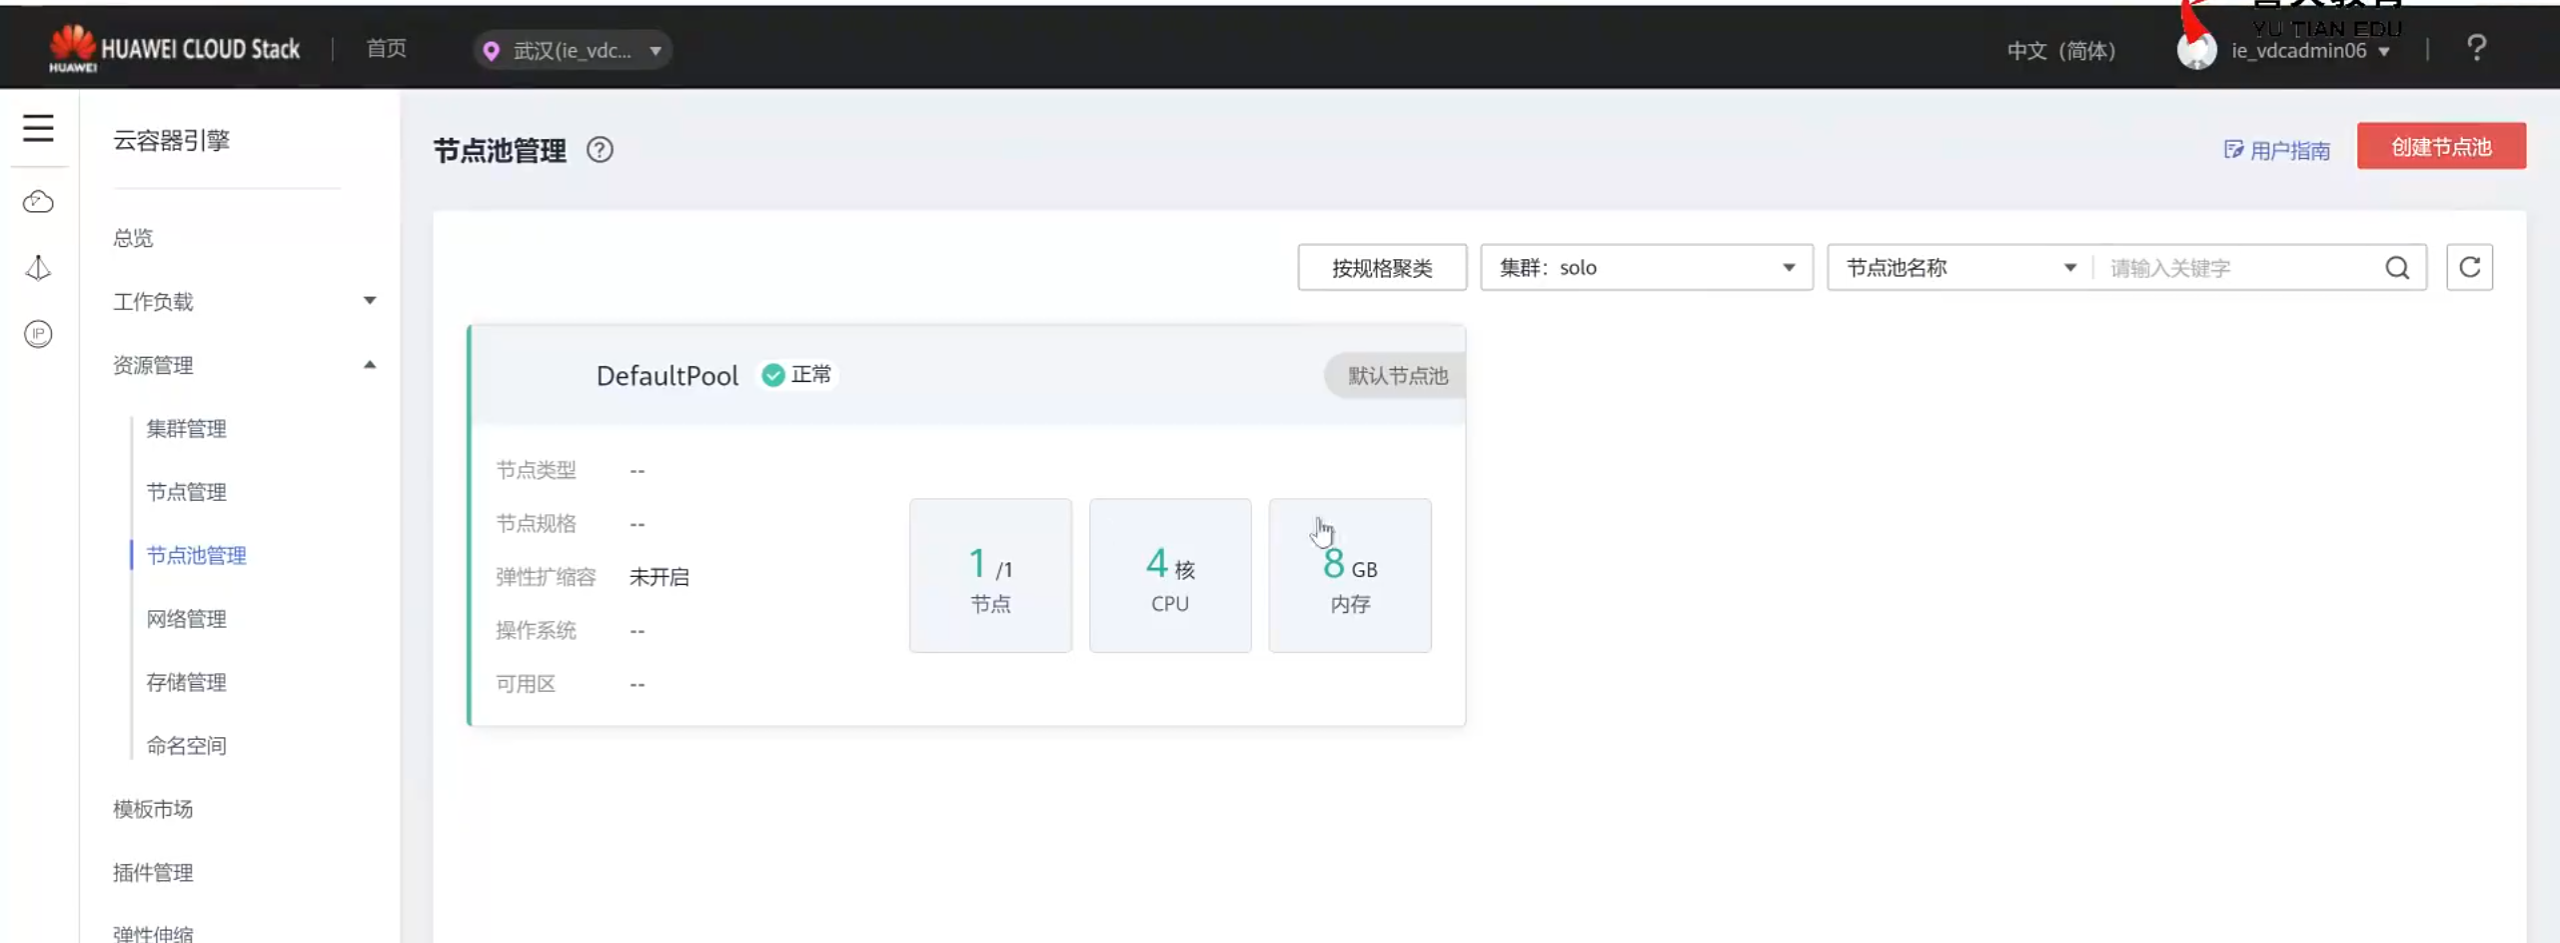 HUAWEI
HUAWEI CLOUD Stack
首页
武汉(ie_vdc...
中文（简体）
YU TIAN EDU
ie_vdcadmin06
?
云容器引擎
总览
工作负载
资源管理
集群管理
节点管理
节点池管理
网络管理
存储管理
命名空间
模板市场
插件管理
弹性伸缩
节点池管理 ?
用户指南
创建节点池
按规格聚类
集群：solo
节点池名称
请输入关键字
DefaultPool
正常
默认节点池
节点类型 --
节点规格 --
弹性扩缩容 未开启
操作系统 --
可用区 --
1 /1
节点
4 核
CPU
8 GB
内存
IP